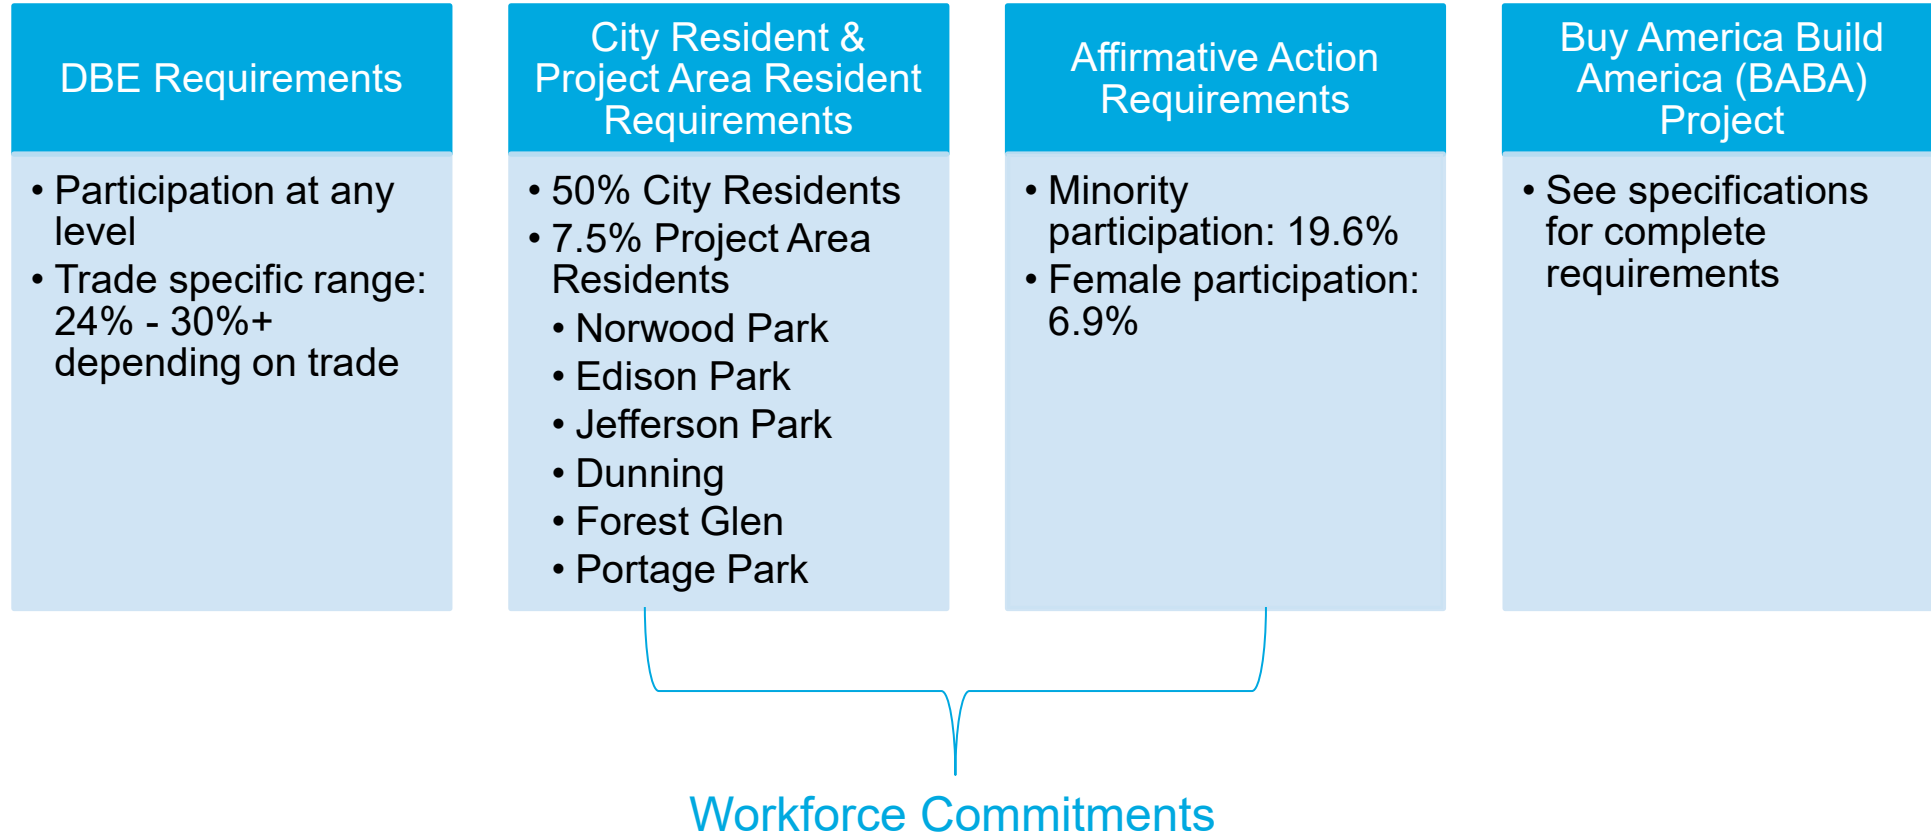 DBE Requirements
• Participation at any
level
• Trade specific range:
24% - 30%+
depending on trade
City Resident &
Project Area Resident
Requirements
• 50% City Residents
• 7.5% Project Area
Residents
• Norwood Park
• Edison Park
• Jefferson Park
• Dunning
• Forest Glen
• Portage Park
Affirmative Action
Requirements
• Minority
participation: 19.6%
• Female participation:
6.9%
Buy America Build
America (BABA)
Project
• See specifications
for complete
requirements
Workforce Commitments